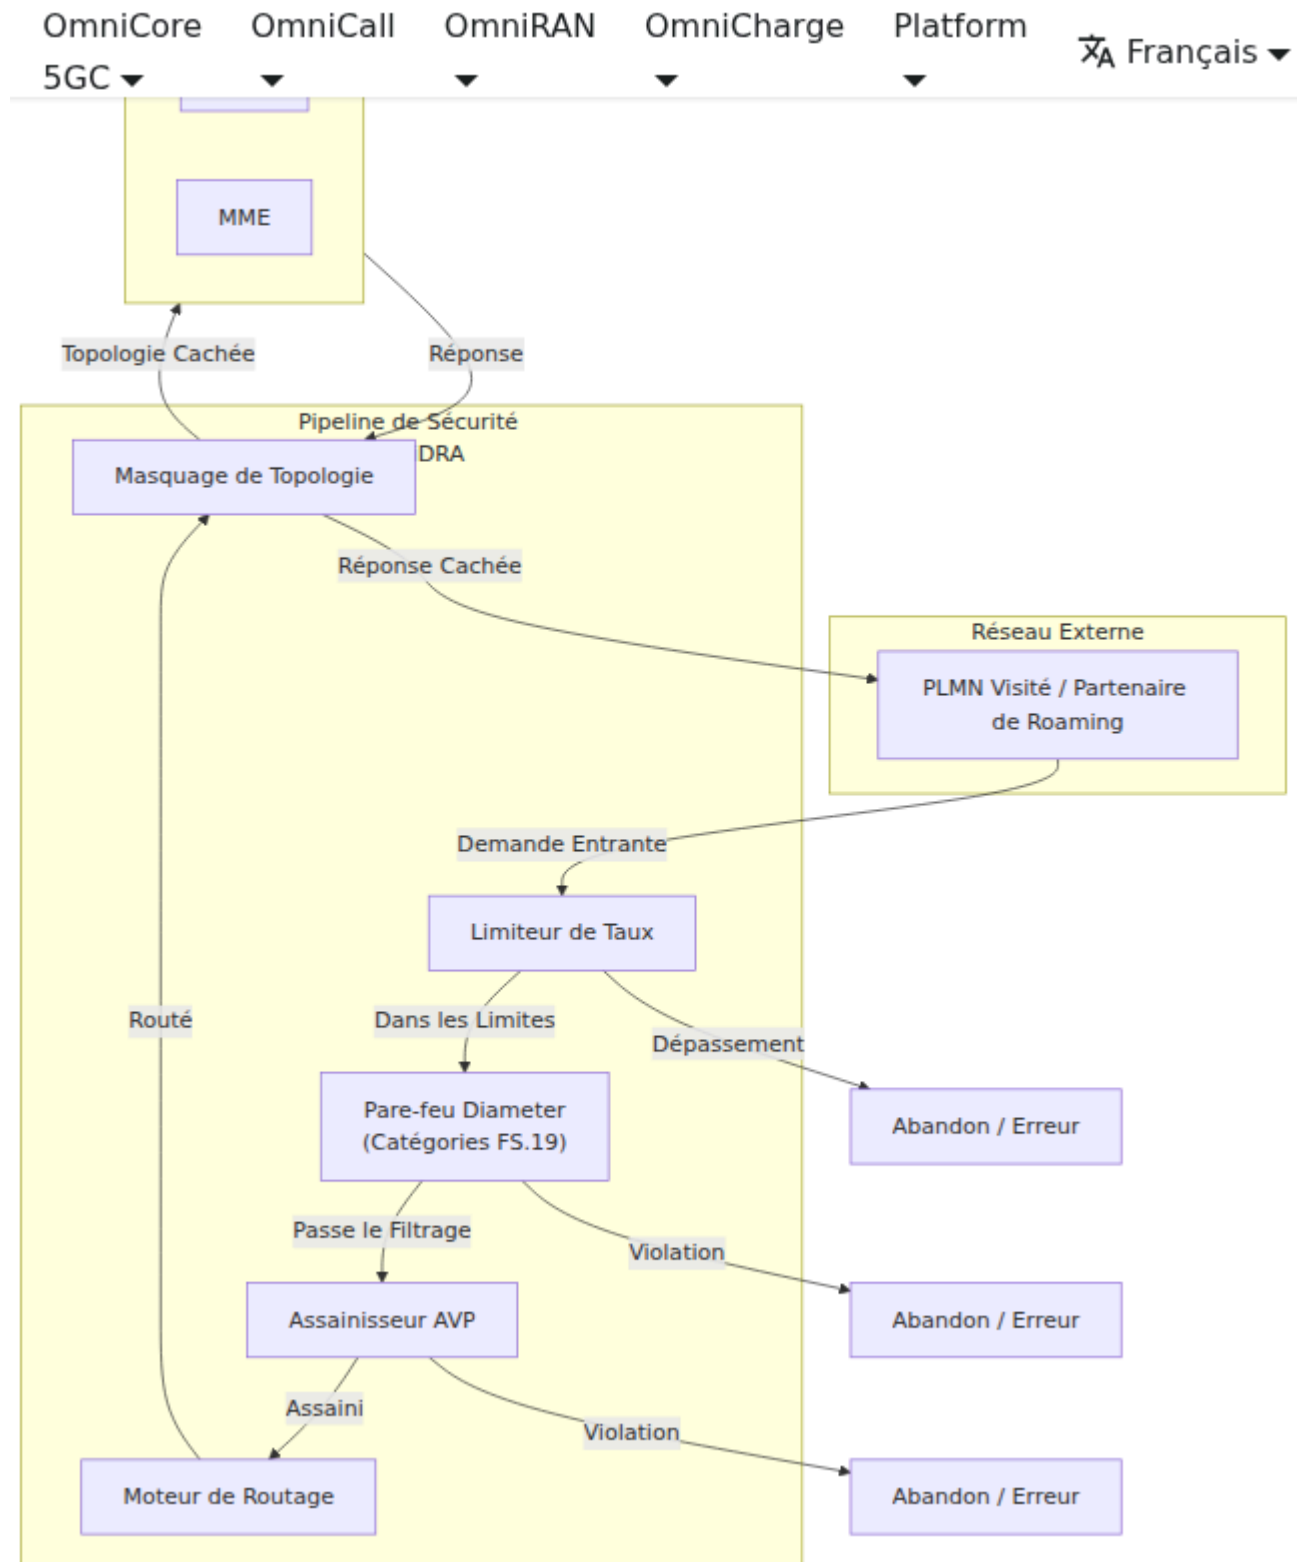 OmniCore
5GC
OmniCall
OmniRAN
OmniCharge
Platform
Français
MME
Topologie Cachée
Réponse
Pipeline de Sécurité
DRA
Masquage de Topologie
Réponse Cachée
Réseau Externe
PLMN Visité / Partenaire
de Roaming
Demande Entrante
Limiteur de Taux
Routé
Dans les Limites
Dépassement
Pare-feu Diameter
(Catégories FS.19)
Abandon / Erreur
Passe le Filtrage
Violation
Assainisseur AVP
Abandon / Erreur
Assaini
Violation
Moteur de Routage
Abandon / Erreur